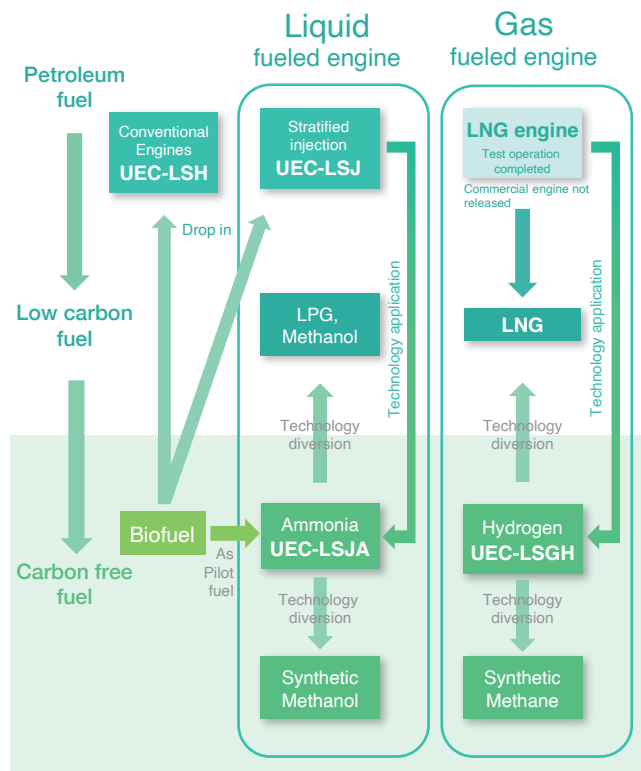 Liquid
fueled engine
Gas
fueled engine
Petroleum
fuel
Conventional
Engines
UEC-LSH
Stratified
injection
UEC-LSJ
LNG engine
Test operation
completed
Commercial engine not
released
Drop in
Technology application
Technology application
Low carbon
fuel
LPG,
Methanol
LNG
Technology
diversion
Technology
diversion
Biofuel
As
Pilot
fuel
Ammonia
UEC-LSJA
Hydrogen
UEC-LSGH
Carbon free
fuel
Technology
diversion
Technology
diversion
Synthetic
Methanol
Synthetic
Methane